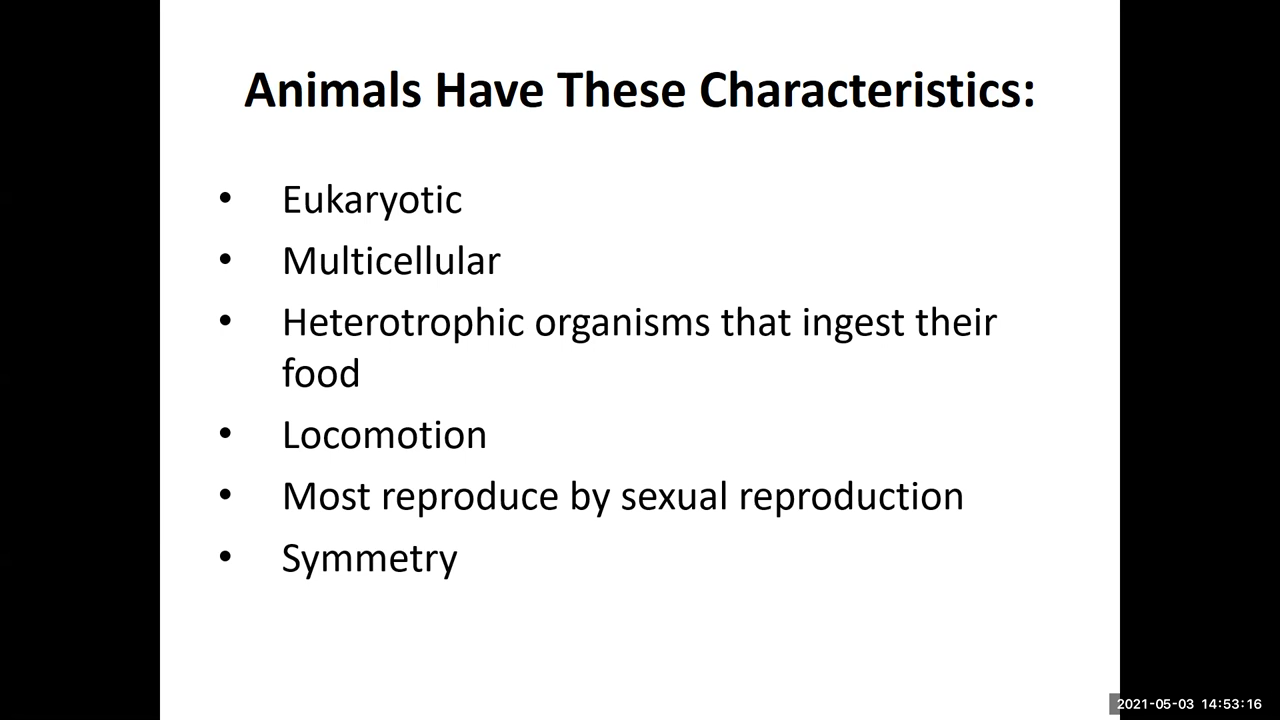 Animals Have These Characteristics:
• Eukaryotic
• Multicellular
• Heterotrophic organisms that ingest their
food
• Locomotion
• Most reproduce by sexual reproduction
• Symmetry
2021-05-03 14:53:16